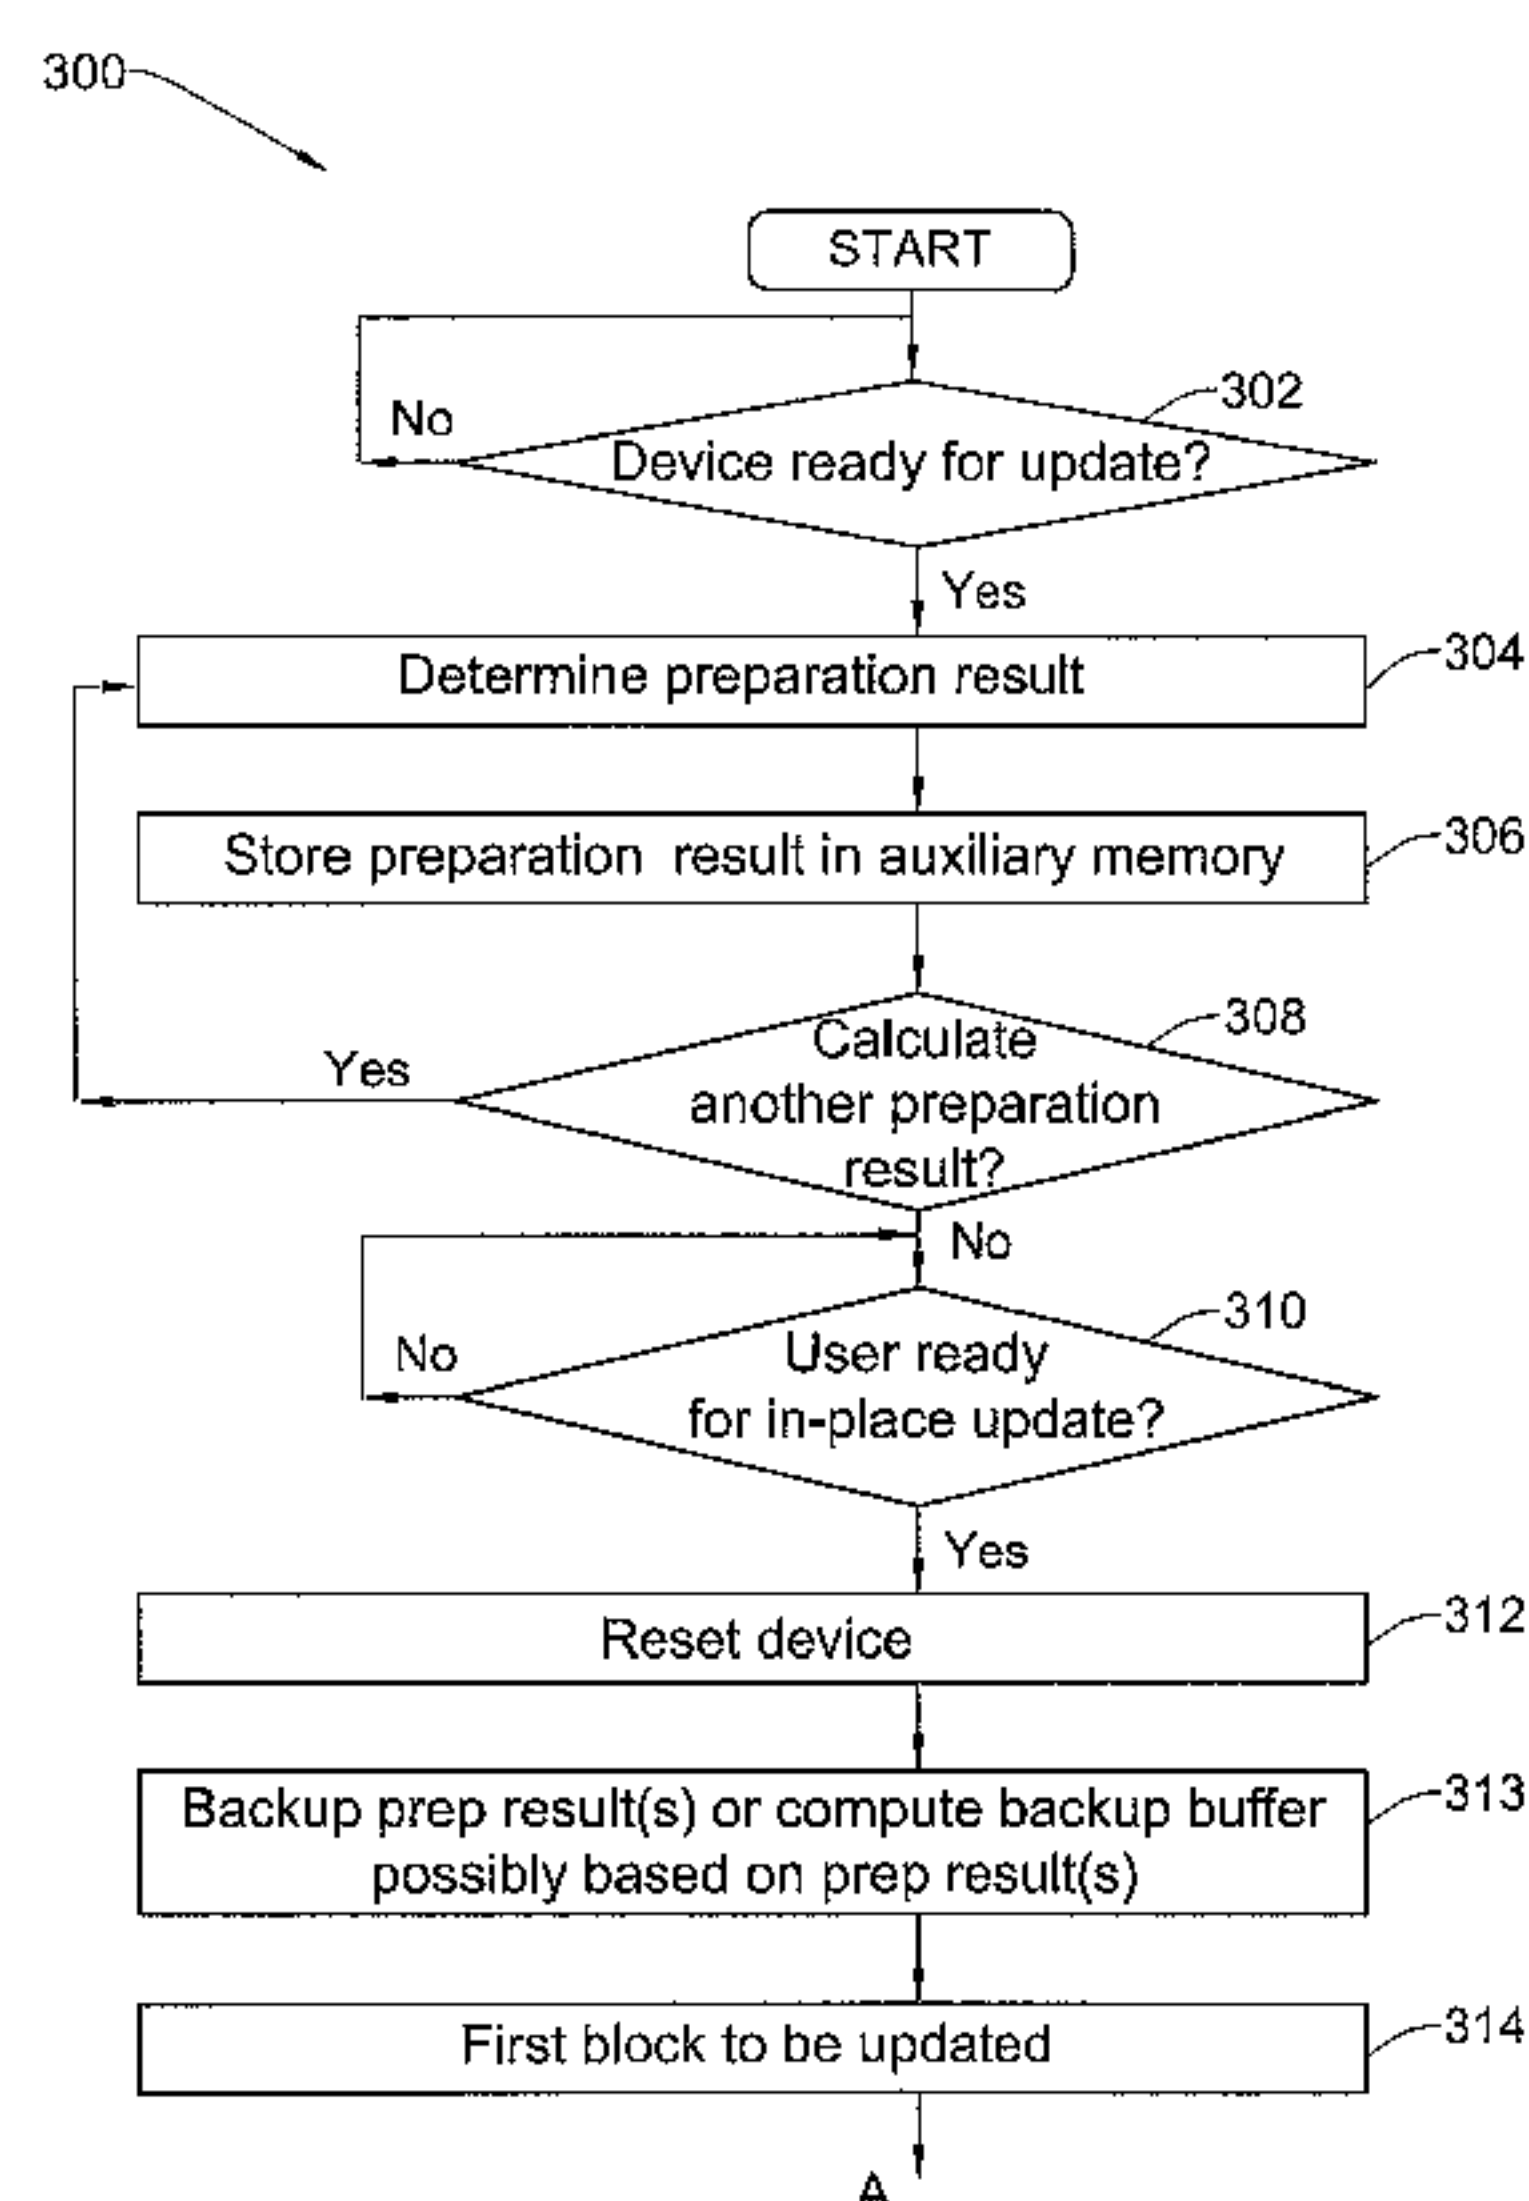 300
START
No
302
Device ready for update?
Yes
304
Determine preparation result
306
Store preparation result in auxiliary memory
308
Calculate
another preparation
result?
Yes
No
310
User ready
for in-place update?
No
Yes
312
Reset device
313
Backup prep result(s) or compute backup buffer
possibly based on prep result(s)
314
First block to be updated
A